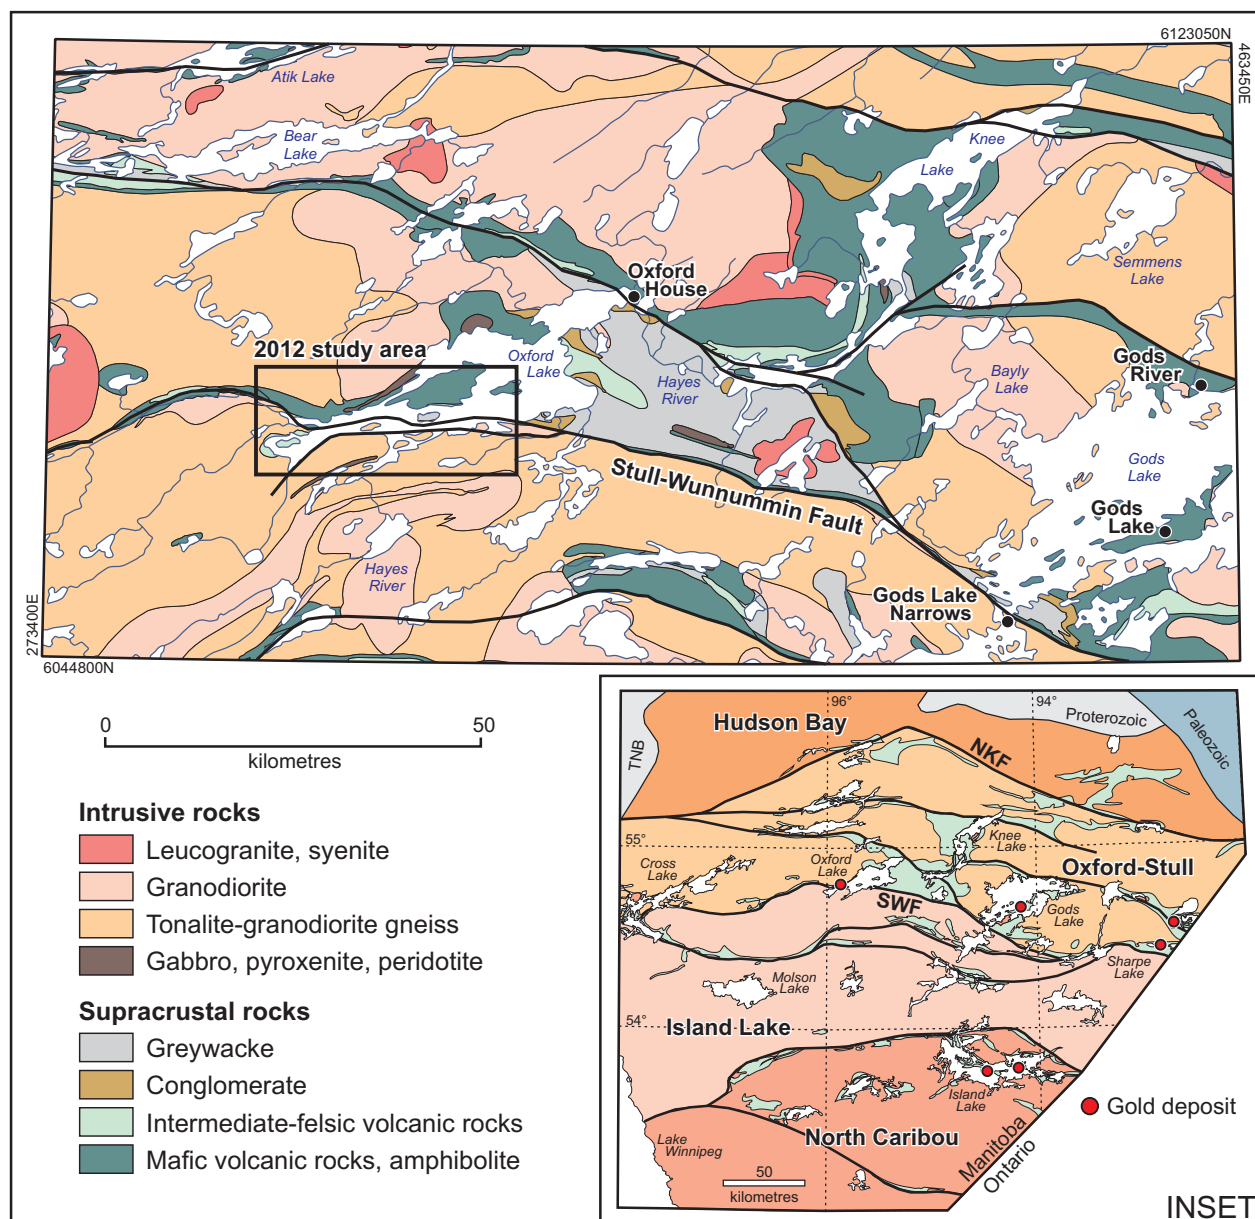 6123050N
463450E
Atik Lake
Bear
Lake
Knee
Lake
Semmens
Lake
Oxford
House
2012 study area
Oxford
Lake
Hayes
River
Bayly
Lake
Gods
River
Gods
Lake
Stull-Wunnummin Fault
Gods
Lake
Hayes
River
Gods Lake
Narrows
273400E
6044800N
0
50
kilometres
Intrusive rocks
Leucogranite, syenite
Granodiorite
Tonalite-granodiorite gneiss
Gabbro, pyroxenite, peridotite
Supracrustal rocks
Greywacke
Conglomerate
Intermediate-felsic volcanic rocks
Mafic volcanic rocks, amphibolite
96°
94°
Hudson Bay
Proterozoic
Paleozoic
TNB
NKF
55°
Knee
Lake
Cross
Lake
Oxford
Lake
Oxford-Stull
SWF
Gods
Lake
Sharpe
Lake
Molson
Lake
54°
Island Lake
Island
Lake
Gold deposit
North Caribou
Lake
Winnipeg
Manitoba
Ontario
50
kilometres
INSET